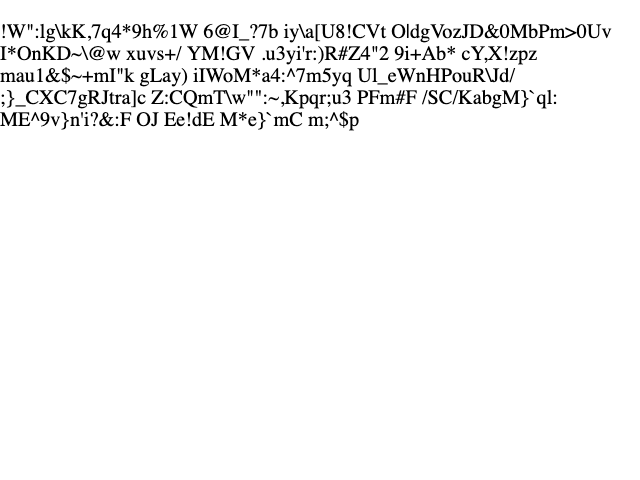 !W":lg\kK,7q4*9h%1W 6@I_?7b iy\a[U8!CVt OldgVozJD&0MbPm>0Uv
I*OnKD~\@w xuvs+/ YM!GV .u3yi'r:)R#Z4"2 9i+Ab* cY,X!zpz
mau1&$~+mI"k gLay) iIWoM*a4:^7m5yq Ul_eWnHPouR\Jd/
;}_CXC7gRJtra]c Z:CQmT\w"":~,Kpqr;u3 PFm#F /SC/KabgM}`ql:
ME^9v}n'i?&:F OJ Ee!dE M*e}`mC m;^$p